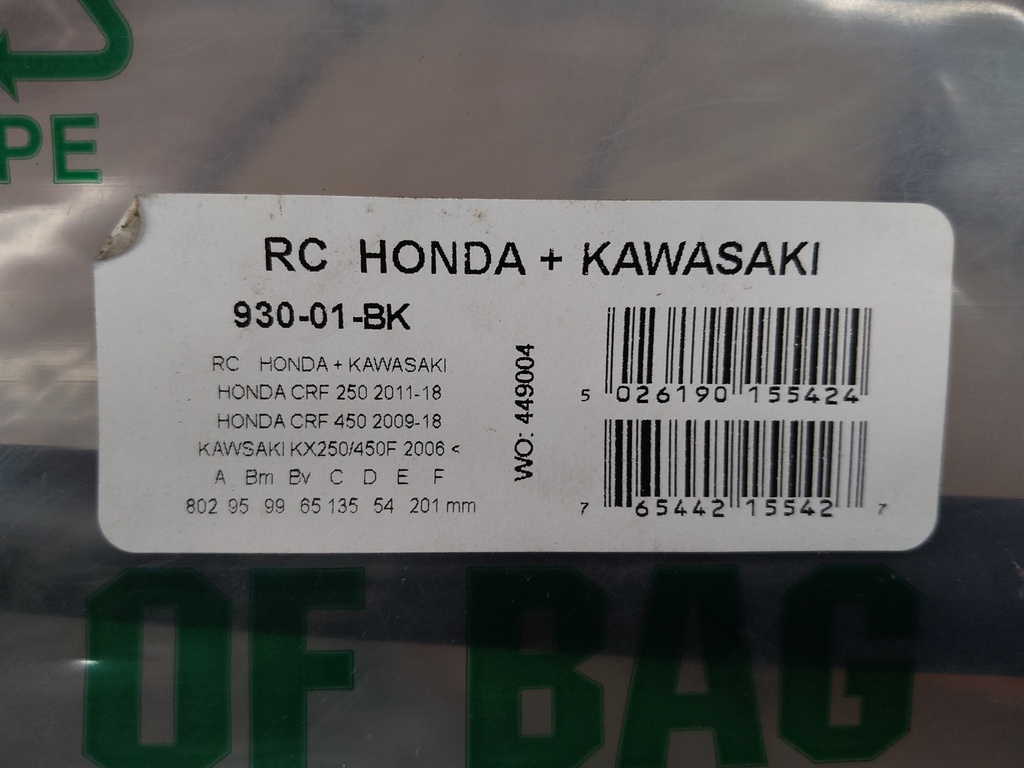 PE
RC HONDA + KAWASAKI
930-01-BK
RC HONDA + KAWASAKI
HONDA CRF 250 2011-18
HONDA CRF 450 2009-18
KAWSAKI KX250/450F 2006 <
A Bm Bv C D E F
802 95 99 65 135 54 201 mm
WO: 449004
5 026190 155424
7 65442 15542 7
OF BAG